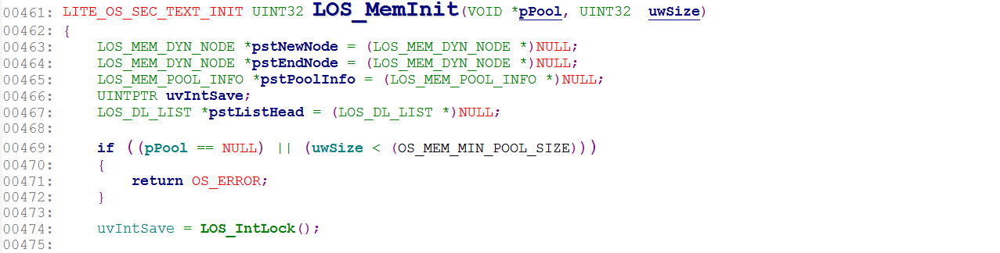 00461: LITE_OS_SEC_TEXT_INIT UINT32 LOS_MemInit(VOID *pPool, UINT32  uwSize)
00462: {
00463:     LOS_MEM_DYN_NODE *pstNewNode = (LOS_MEM_DYN_NODE *)NULL;
00464:     LOS_MEM_DYN_NODE *pstEndNode = (LOS_MEM_DYN_NODE *)NULL;
00465:     LOS_MEM_POOL_INFO *pstPoolInfo = (LOS_MEM_POOL_INFO *)NULL;
00466:     UINTPTR uvIntSave;
00467:     LOS_DL_LIST *pstListHead = (LOS_DL_LIST *)NULL;
00468:
00469:     if ((pPool == NULL) || (uwSize < (OS_MEM_MIN_POOL_SIZE)))
00470:     {
00471:         return OS_ERROR;
00472:     }
00473:
00474:     uvIntSave = LOS_IntLock();
00475: